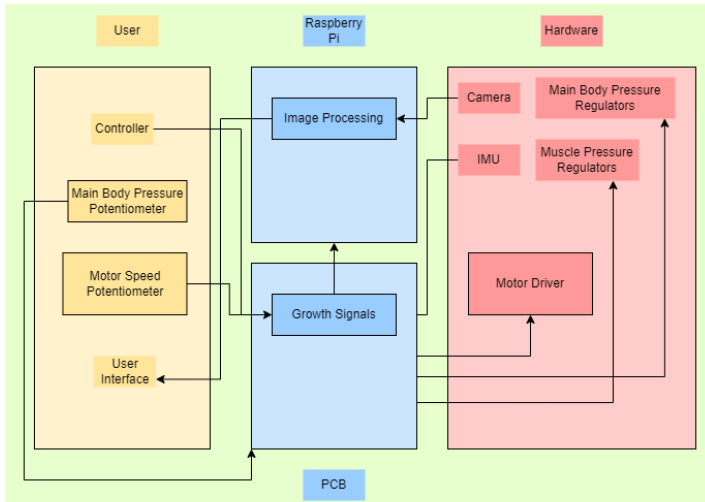 User
Raspberry
Pi
Hardware
Controller
Main Body Pressure
Potentiometer
Motor Speed
Potentiometer
User
Interface
Image Processing
Growth Signals
PCB
Camera
Main Body Pressure
Regulators
IMU
Muscle Pressure
Regulators
Motor Driver